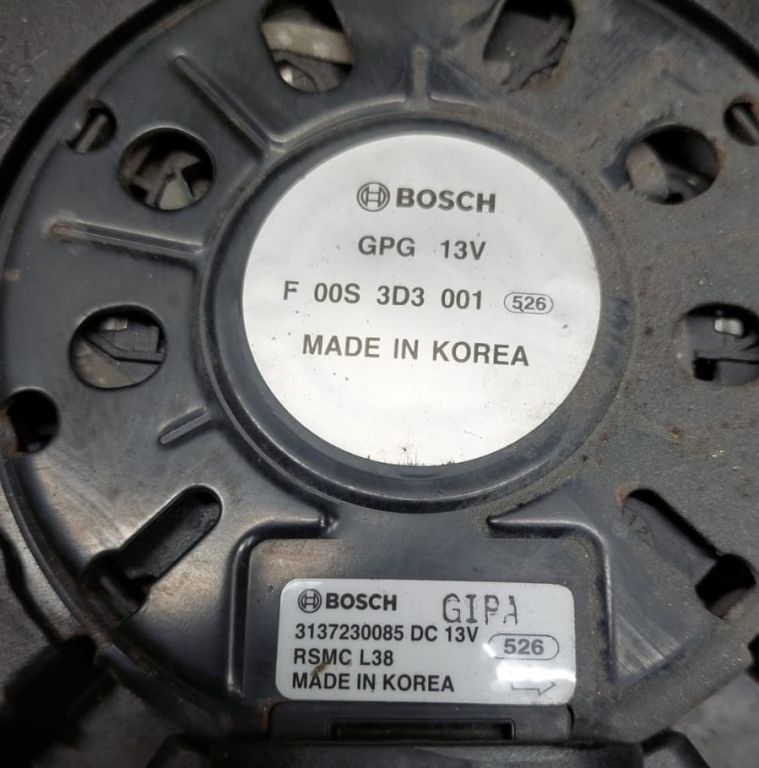 BOSCH
GPG 13V
F 00S 3D3 001 526
MADE IN KOREA
BOSCH GIPA
3137230085 DC 13V 526
RSMC L38
MADE IN KOREA